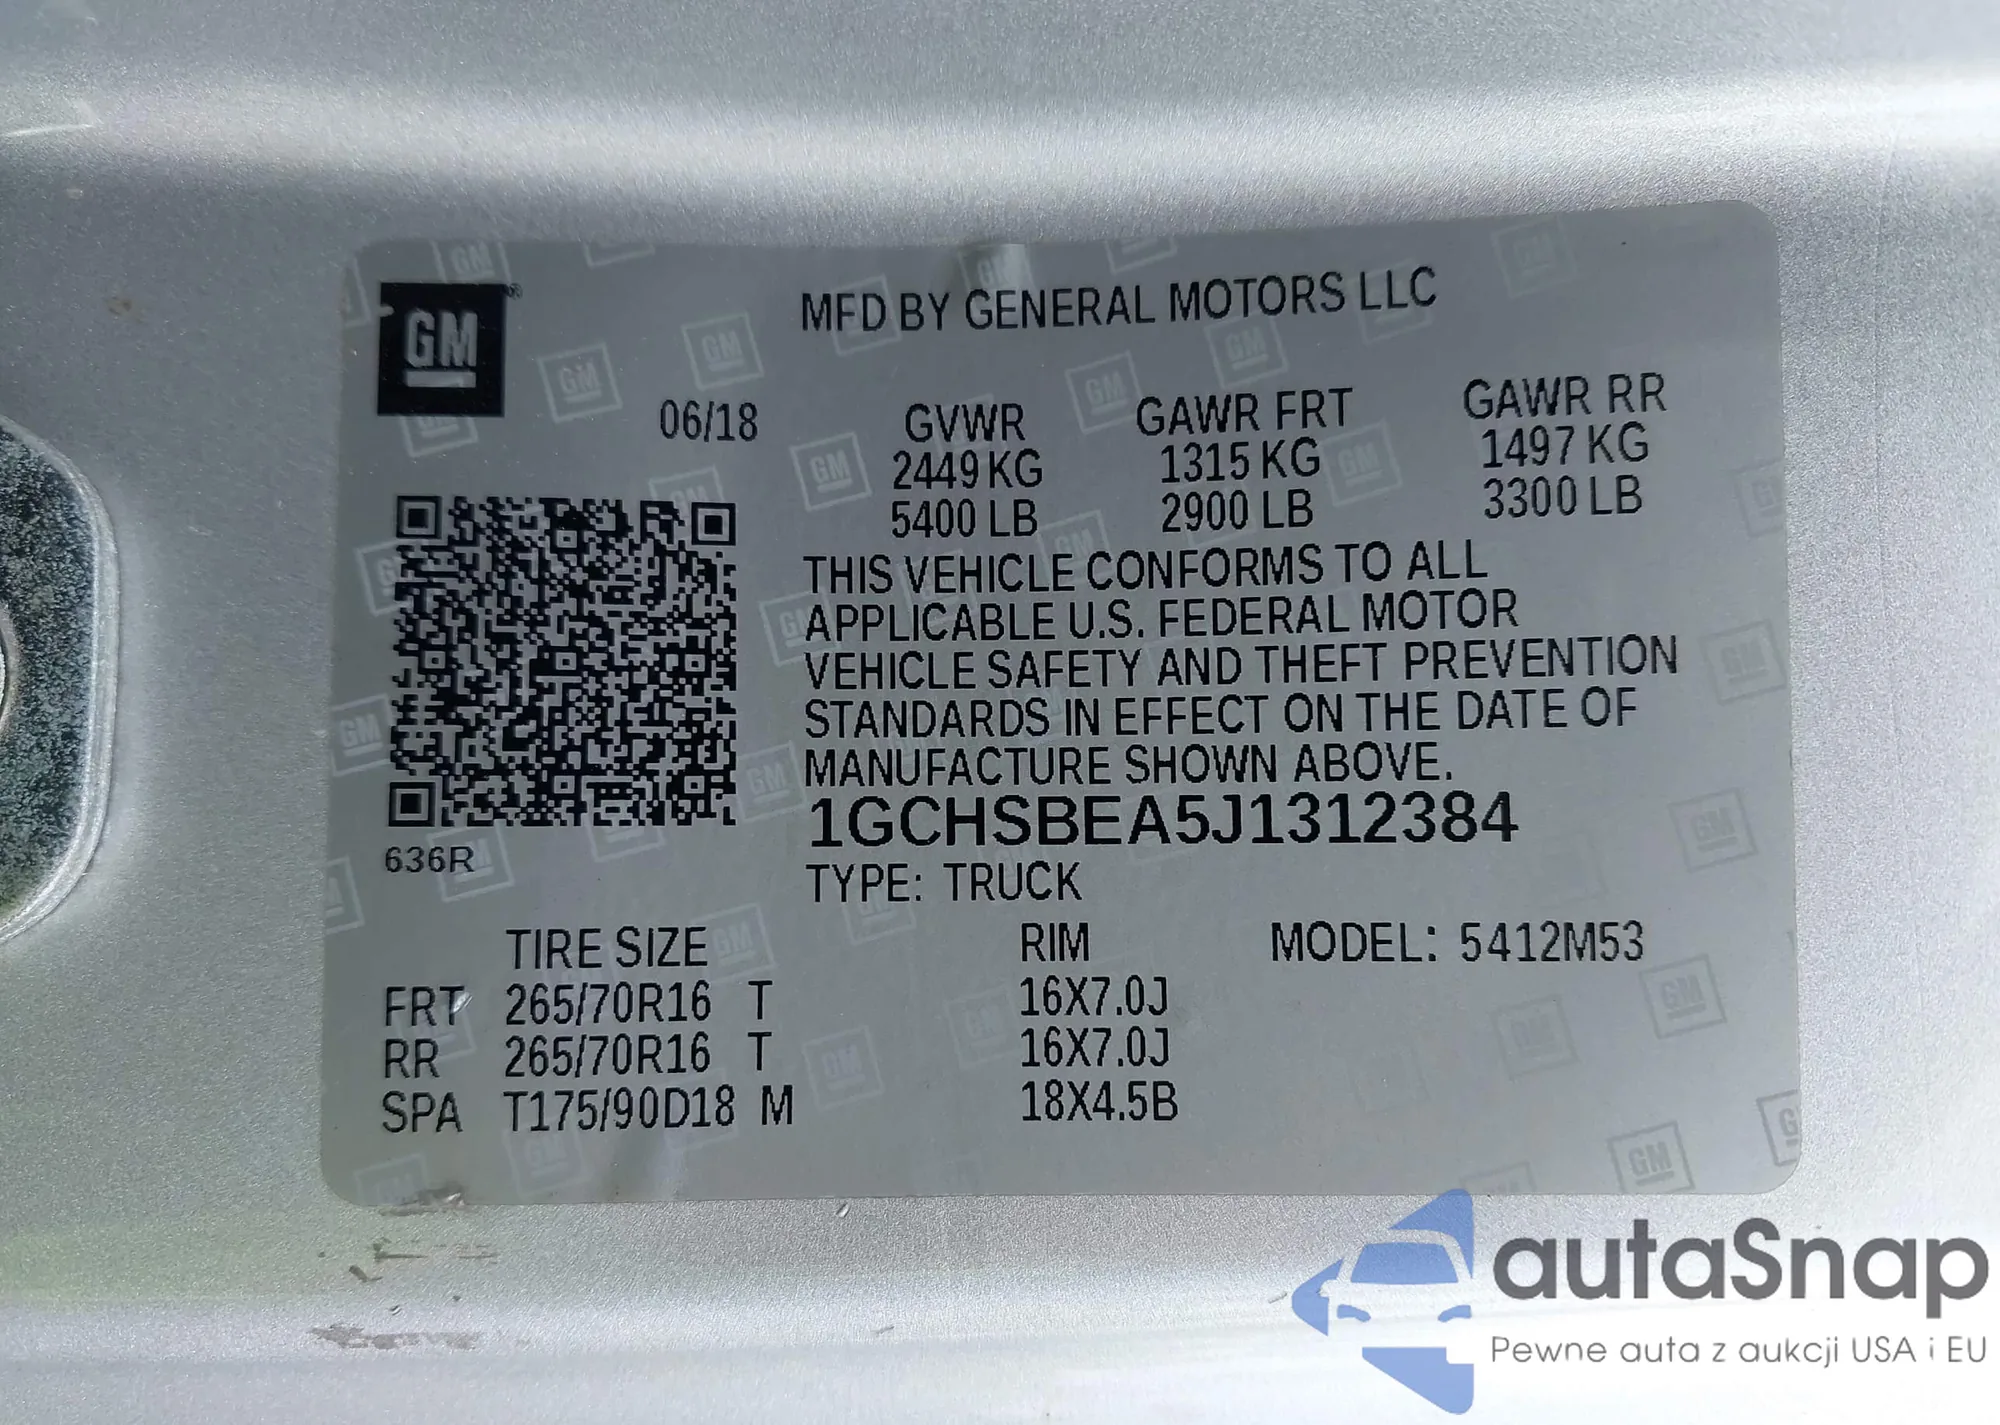 GM
MFD BY GENERAL MOTORS LLC
06/18 GVWR GAWR FRT GAWR RR
2449 KG 1315 KG 1497 KG
5400 LB 2900 LB 3300 LB
THIS VEHICLE CONFORMS TO ALL
APPLICABLE U.S. FEDERAL MOTOR
VEHICLE SAFETY AND THEFT PREVENTION
STANDARDS IN EFFECT ON THE DATE OF
MANUFACTURE SHOWN ABOVE.
1GCHSBEA5J1312384
636R
TYPE: TRUCK
TIRE SIZE RIM MODEL: 5412M53
FRT 265/70R16 T 16X7.0J
RR 265/70R16 T 16X7.0J
SPA T175/90D18 M 18X4.5B
autaSnap
Pewne auta z aukcji USA i EU